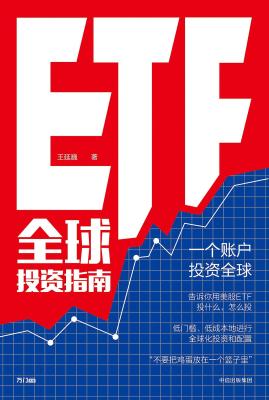 ETF
王延巍 著
全球
投资指南
一个账户
投资全球
告诉你用美股ETF
投什么，怎么投
低门槛、低成本地进行
全球化投资和配置
“不要把鸡蛋放在一个篮子里”
中信出版集团